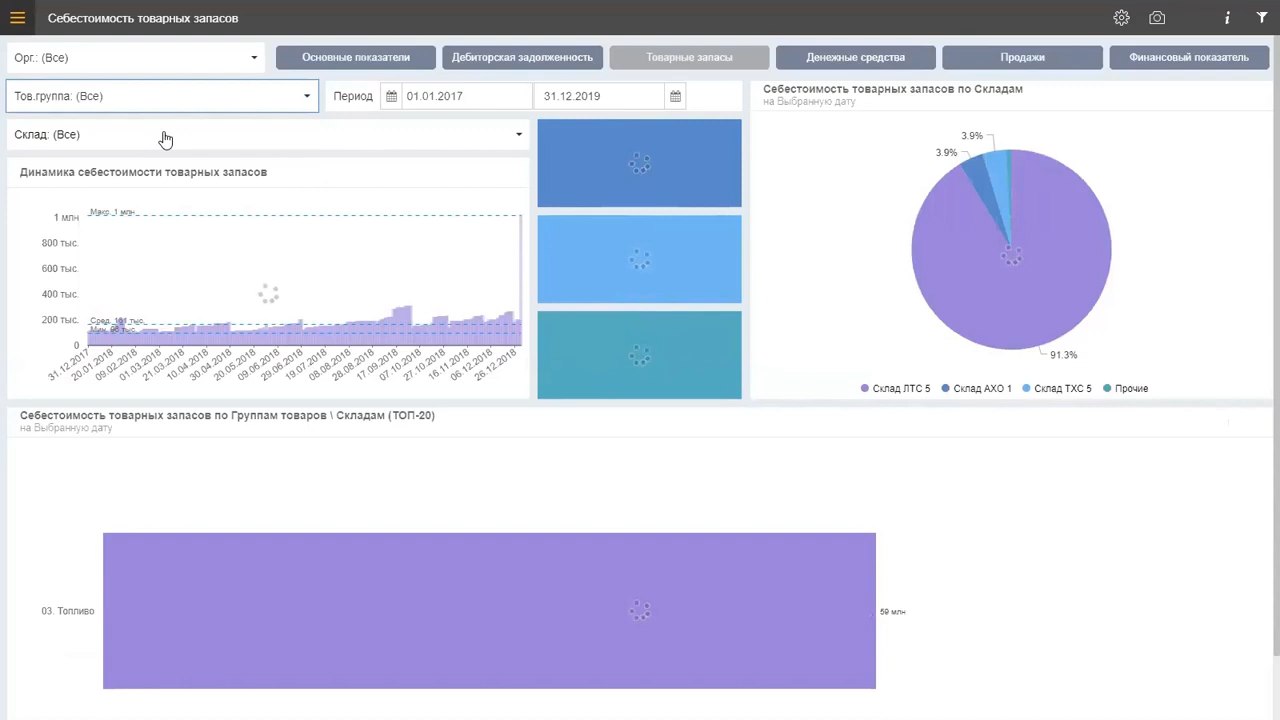 Себестоимость товарных запасов
Орг.: (Все)
Основные показатели
Дебиторская задолженность
Товарные запасы
Денежные средства
Продажи
Финансовый показатель
Тов.группа: (Все)
Период
01.01.2017
31.12.2019
Склад: (Все)
Себестоимость товарных запасов по Складам
на Выбранную дату
3.9%
3.9%
91.3%
Склад ЛТС 5
Склад АХО 1
Склад ТХС 5
Прочие
Динамика себестоимости товарных запасов
Макс. 1 млн
1 млн
800 тыс.
600 тыс.
400 тыс.
200 тыс.
0
31.12.2017
20.01.2018
09.02.2018
01.03.2018
21.03.2018
10.04.2018
30.04.2018
20.05.2018
09.06.2018
29.06.2018
19.07.2018
08.08.2018
28.08.2018
17.09.2018
07.10.2018
27.10.2018
16.11.2018
06.12.2018
26.12.2018
Себестоимость товарных запасов по Группам товаров \ Складам (ТОП-20)
на Выбранную дату
03. Топливо
59 млн